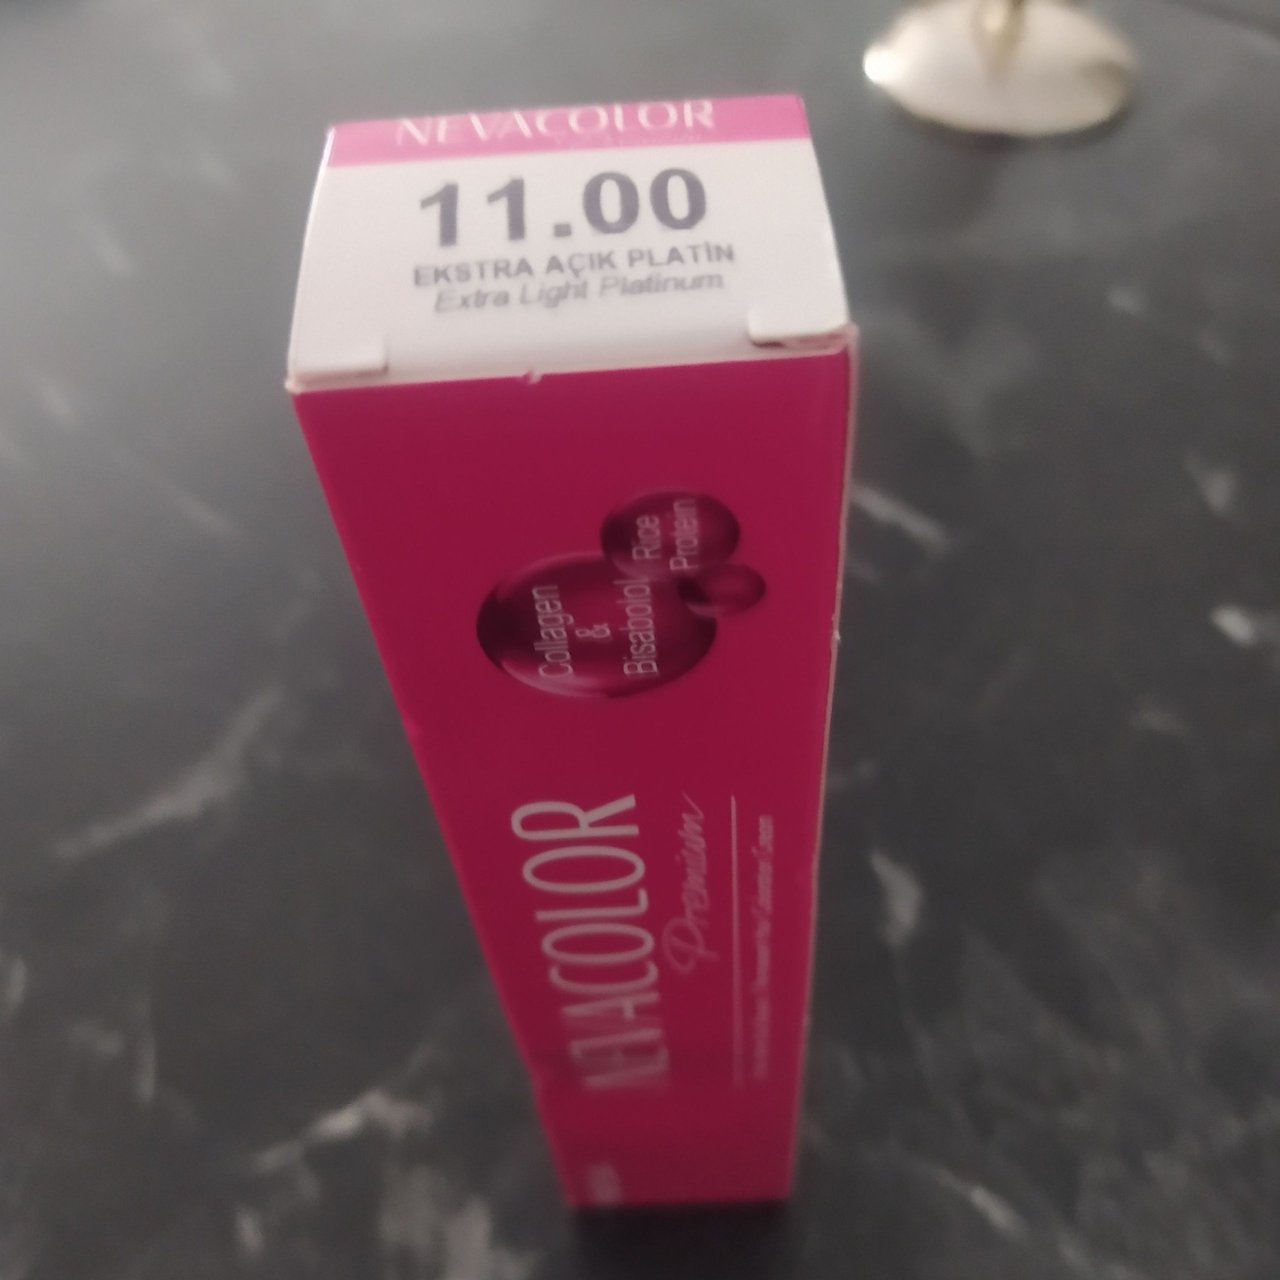 NEVACOLOR
11.00
EKSTRA AÇIK PLATİN
Extra Light Platinum
Collagen
&
Bisabolol
Rice
Protein
NEVACOLOR
Premium